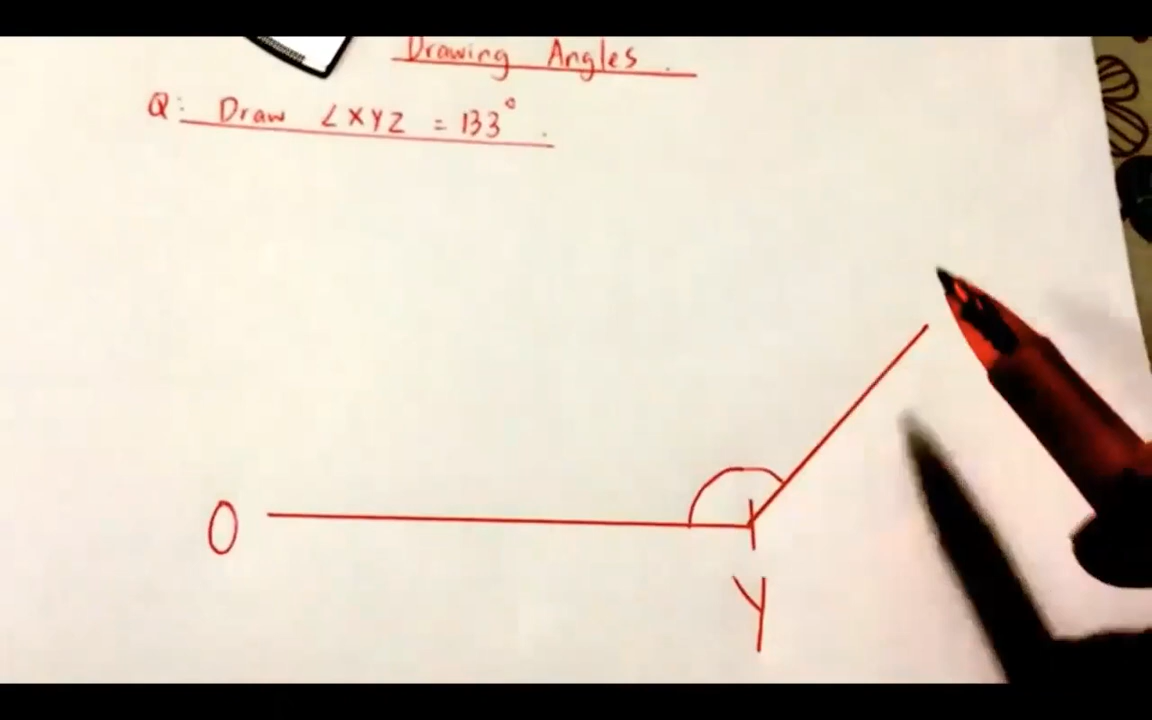 Drawing Angles.
Q: Draw ∠XYZ = 133°.
O
Y